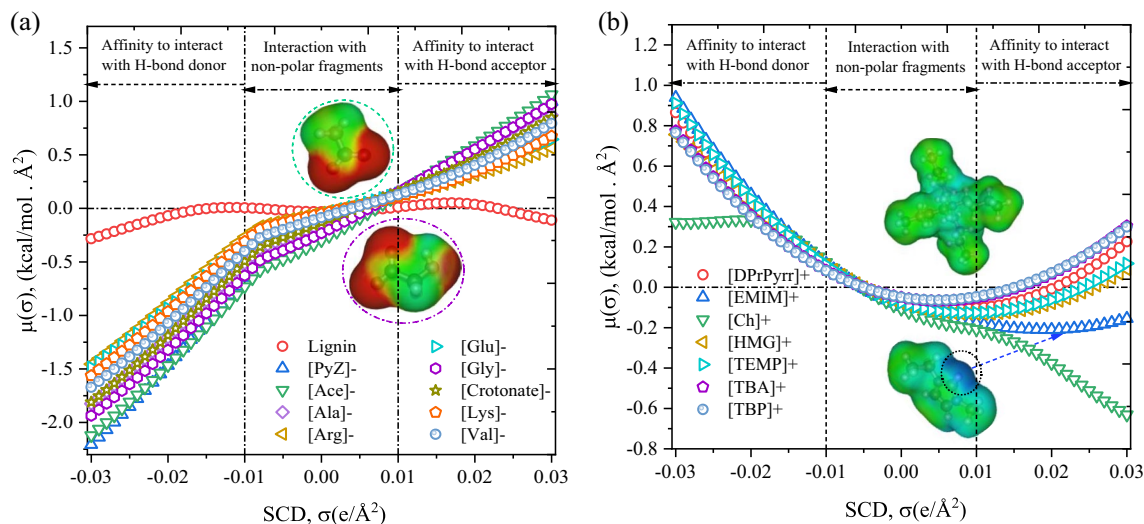 (a)
Affinity to interact
with H-bond donor
Interaction with
non-polar fragments
Affinity to interact
with H-bond acceptor
1.5
1.0
0.5
0.0
-0.5
-1.0
-1.5
-2.0
μ(σ), (kcal/mol . Å²)
Lignin
[PyZ]-
[Ace]-
[Ala]-
[Arg]-
[Glu]-
[Gly]-
[Crotonate]-
[Lys]-
[Val]-
-0.03 -0.02 -0.01 0.00 0.01 0.02 0.03
SCD, σ(e/Å²)
(b)
Affinity to interact
with H-bond donor
Interaction with
non-polar fragments
Affinity to interact
with H-bond acceptor
1.2
1.0
0.8
0.6
0.4
0.2
0.0
-0.2
-0.4
-0.6
-0.8
μ(σ), (kcal/mol . Å²)
[DPrPyrr]+
[EMIM]+
[Ch]+
[HMG]+
[TEMP]+
[TBA]+
[TBP]+
-0.03 -0.02 -0.01 0.00 0.01 0.02 0.03
SCD, σ(e/Å²)